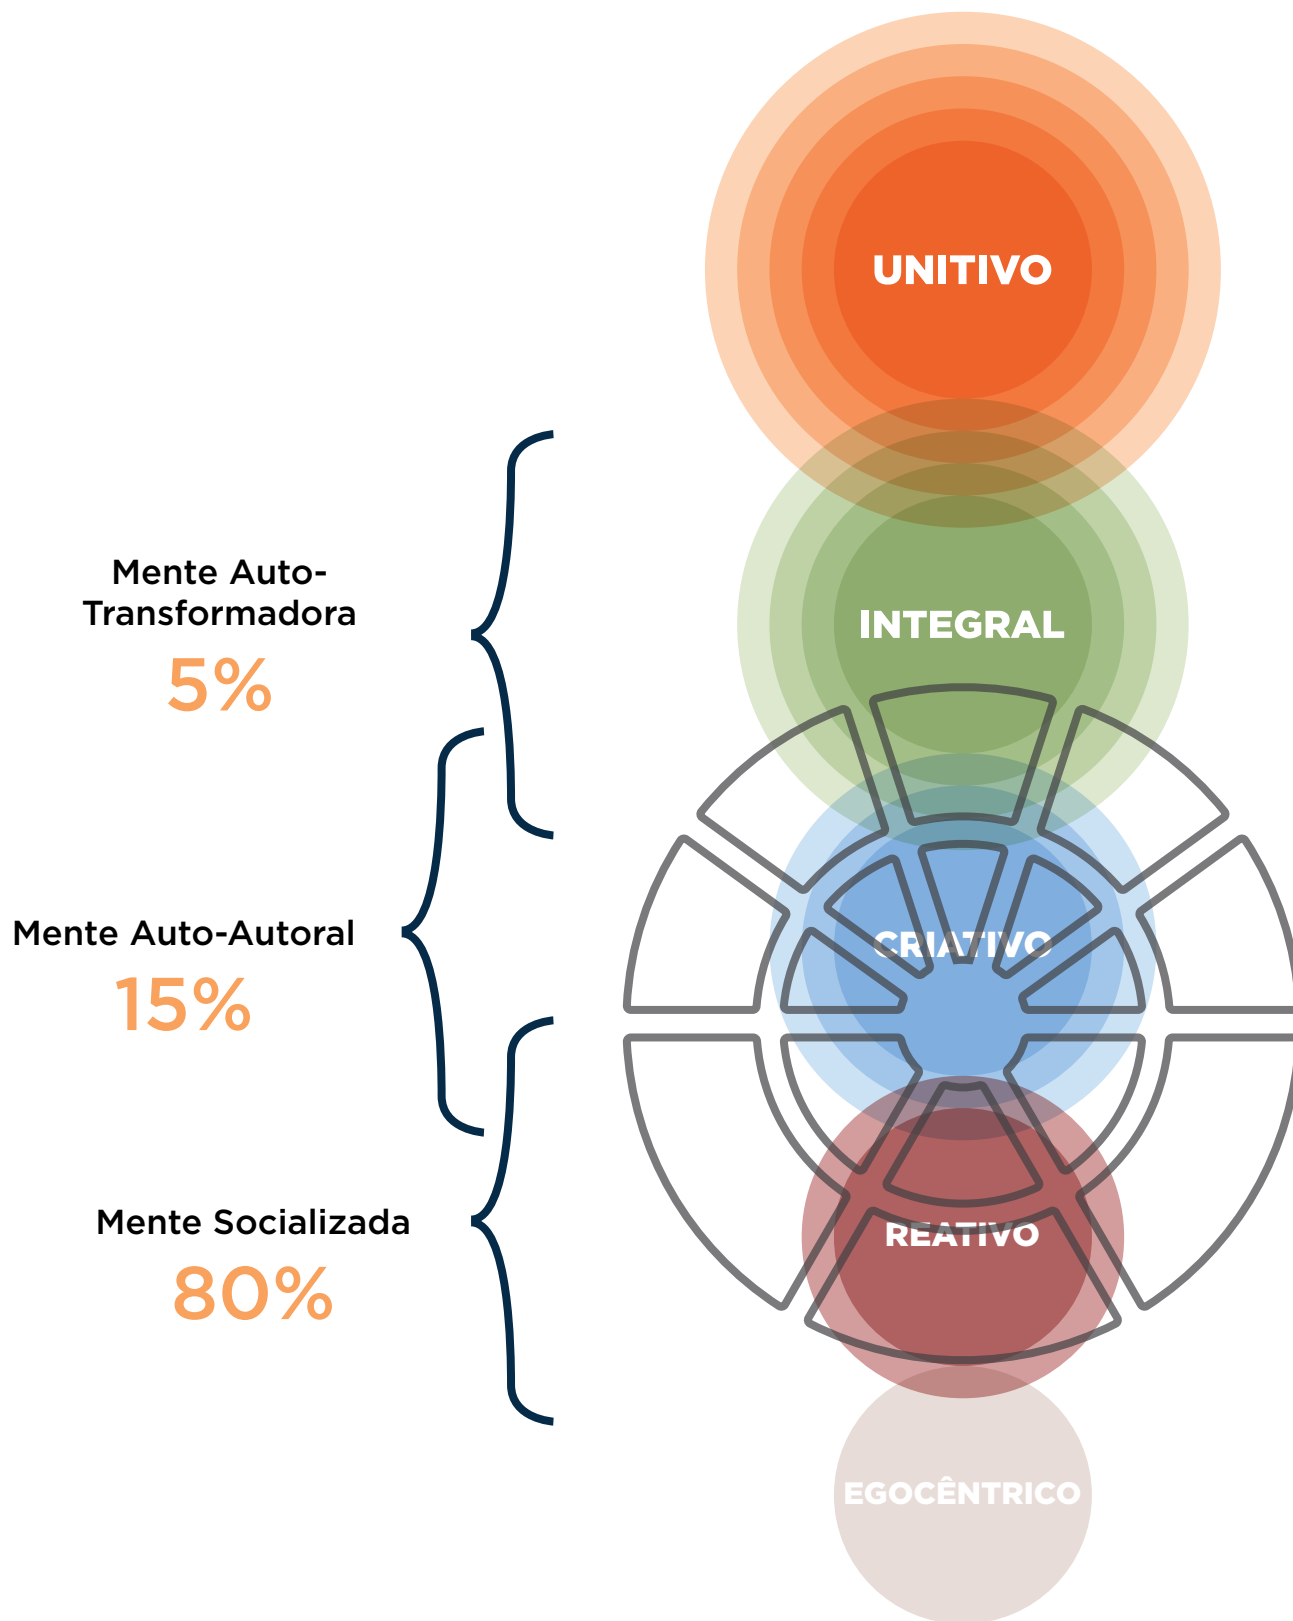 UNITIVO
Mente Auto-
Transformadora
5%
INTEGRAL
Mente Auto-Autoral
15%
CRIATIVO
Mente Socializada
80%
REATIVO
EGOCÊNTRICO